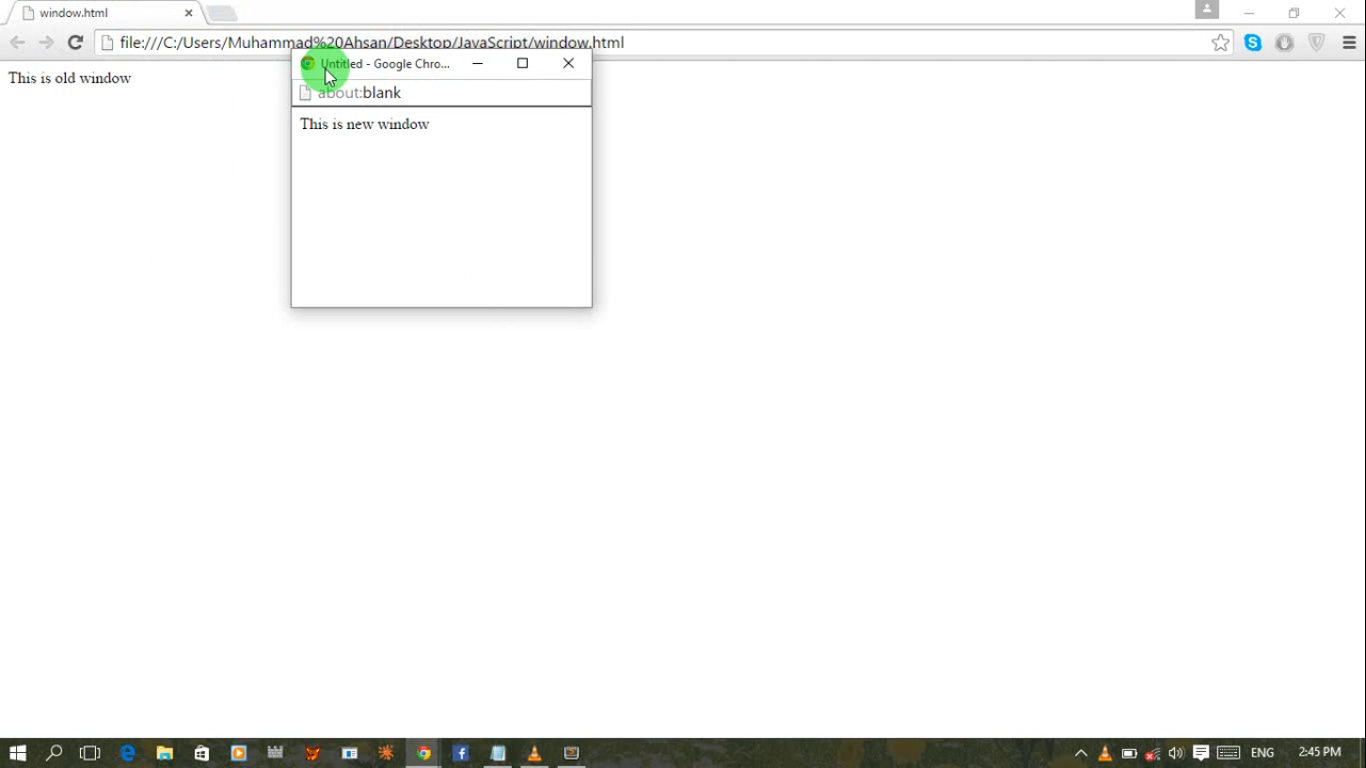 window.html
file:///C:/Users/Muhammad%20Ahsan/Desktop/JavaScript/window.html
This is old window
Untitled - Google Chro...
about:blank
This is new window
ENG
2:45 PM